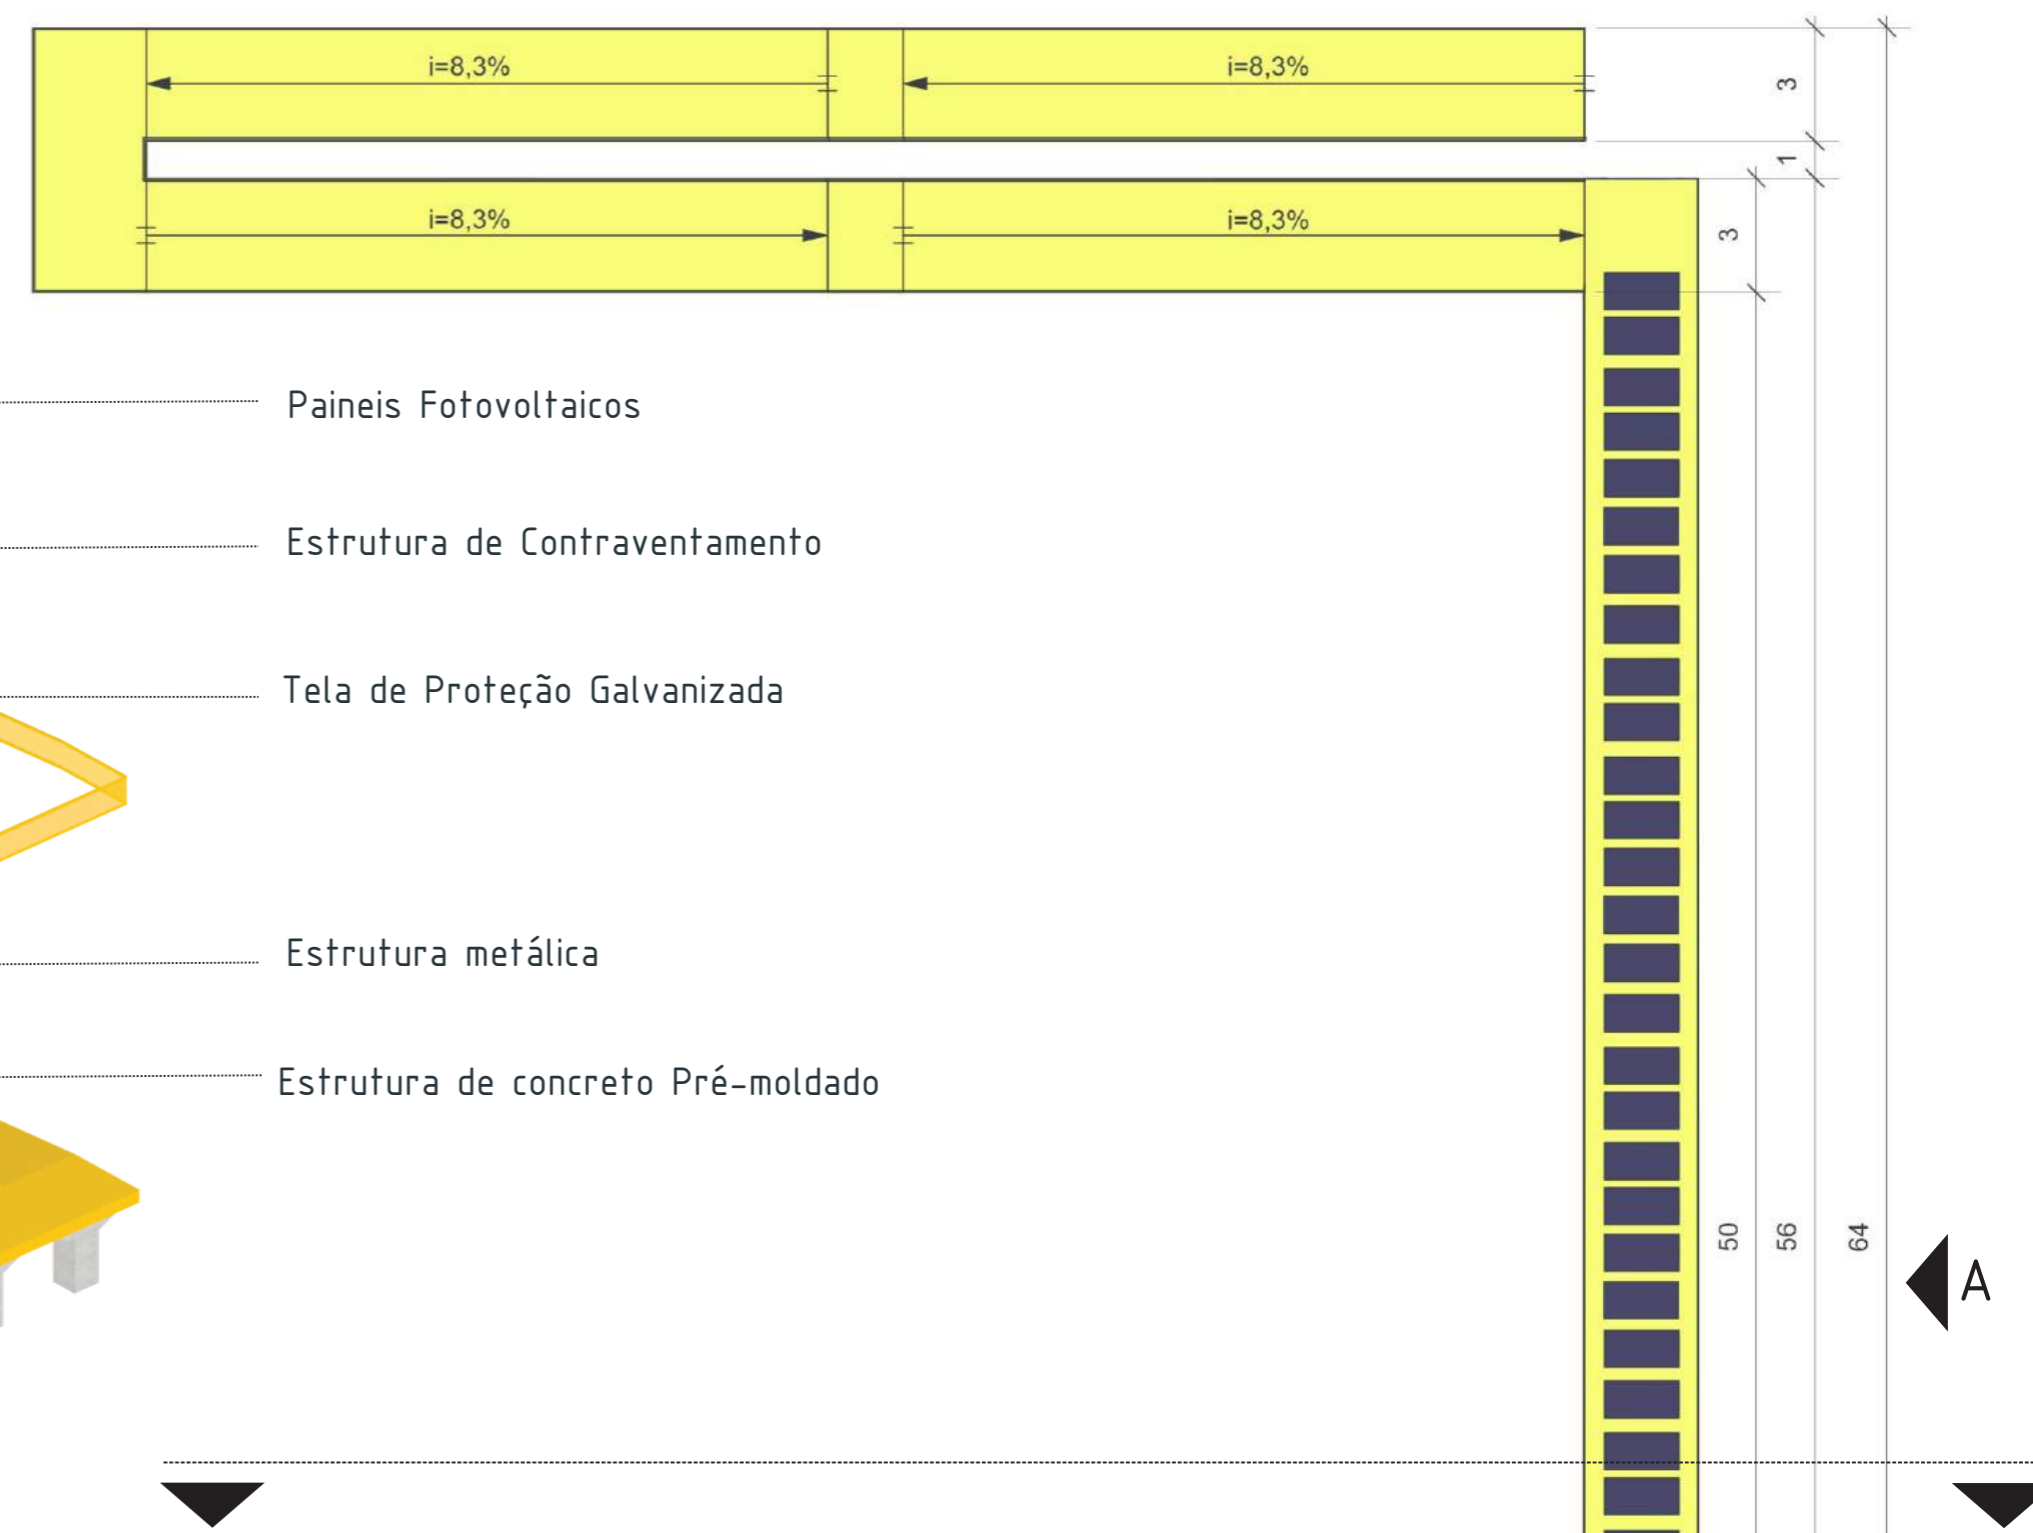 i=8,3%
i=8,3%
3
1
i=8,3%
i=8,3%
3
Paineis Fotovoltaicos
Estrutura de Contraventamento
Tela de Proteção Galvanizada
Estrutura metálica
Estrutura de concreto Pré-moldado
50
56
64
A